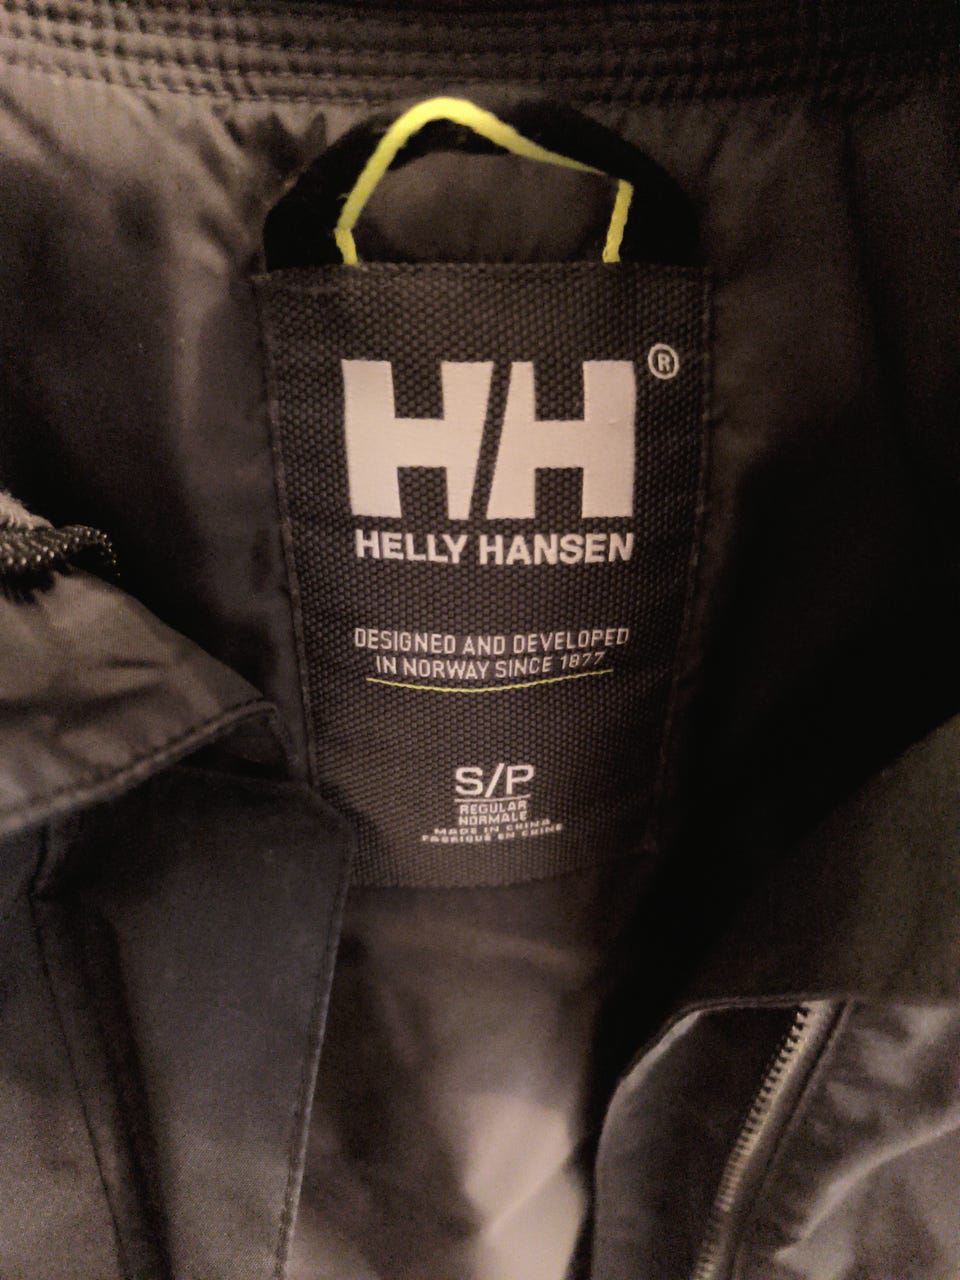 HH®
HELLY HANSEN
DESIGNED AND DEVELOPED
IN NORWAY SINCE 1877
S/P
REGULAR
NORMALE
MADE IN CHINA
FABRIQUÉ EN CHINE